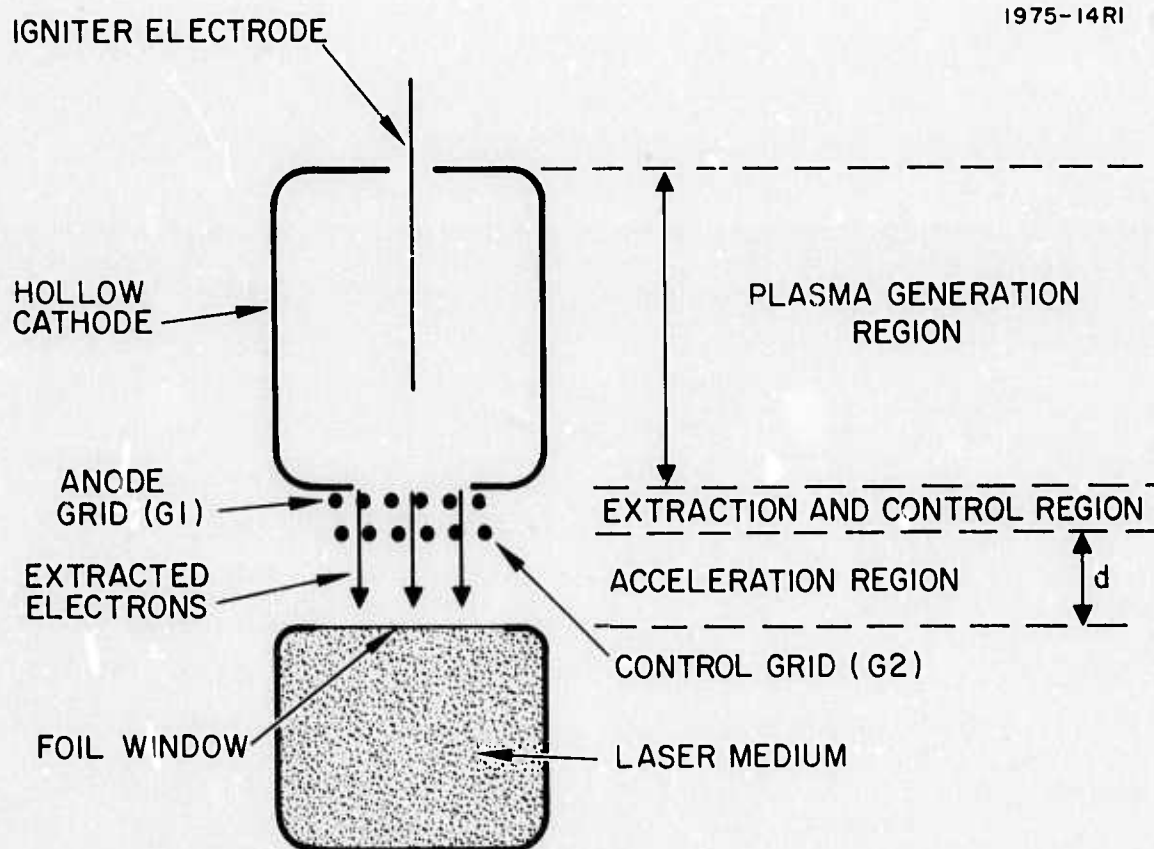 1975-14RI
IGNITER ELECTRODE
HOLLOW
CATHODE
PLASMA GENERATION
REGION
ANODE
GRID (G1)
EXTRACTION AND CONTROL REGION
EXTRACTED
ELECTRONS
ACCELERATION REGION
d
CONTROL GRID (G2)
FOIL WINDOW
LASER MEDIUM